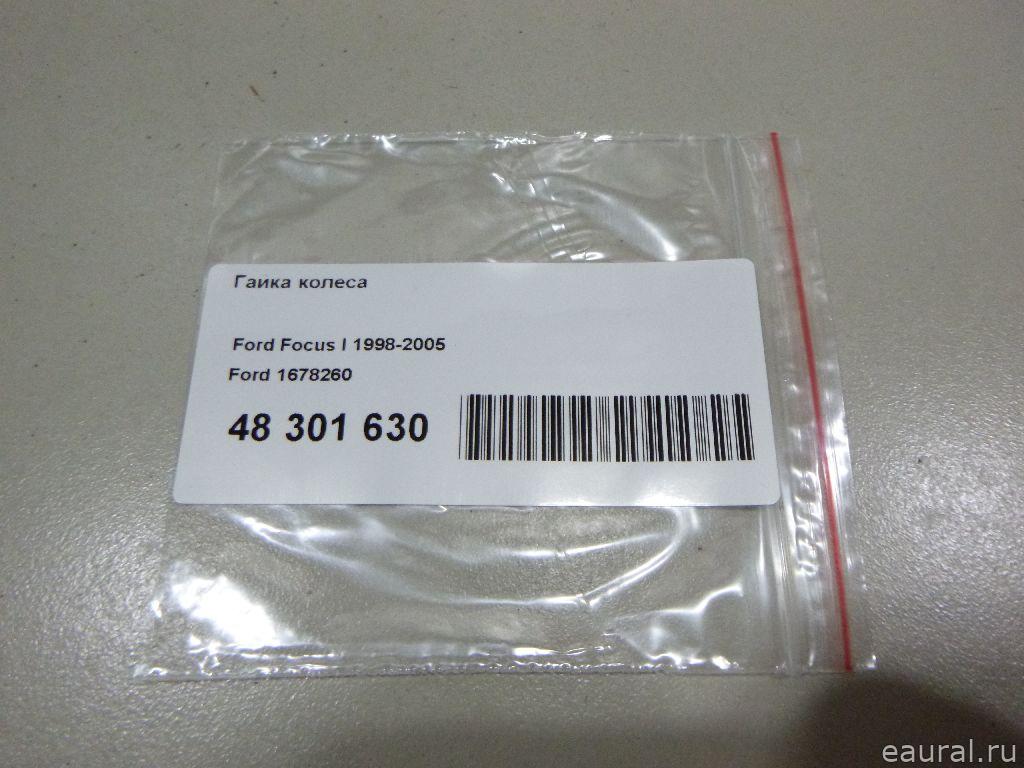 Гаика колеса
Ford Focus I 1998-2005
Ford 1678260
48 301 630
eaural.ru